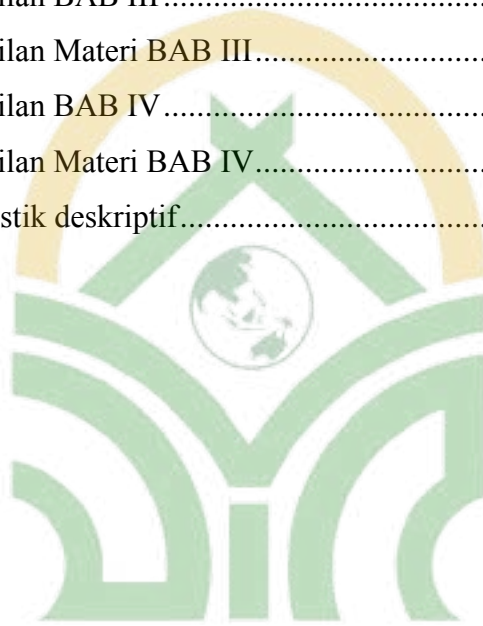 ilan BAB III................................
ilan Materi BAB III.......................
ilan BAB IV................................
ilan Materi BAB IV.......................
stik deskriptif................................